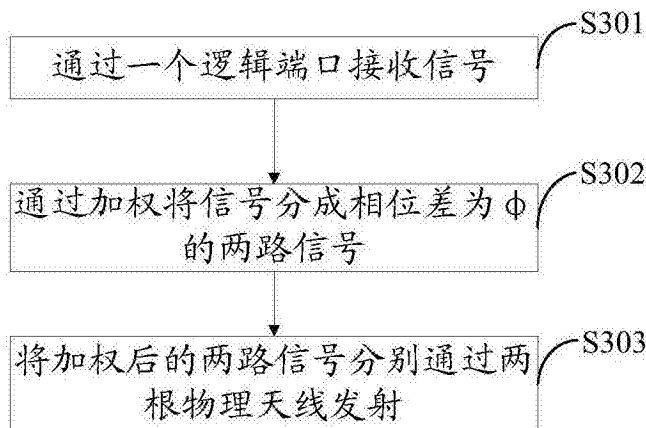 S301
通过一个逻辑端口接收信号
S302
通过加权将信号分成相位差为φ
的两路信号
S303
将加权后的两路信号分别通过两
根物理天线发射